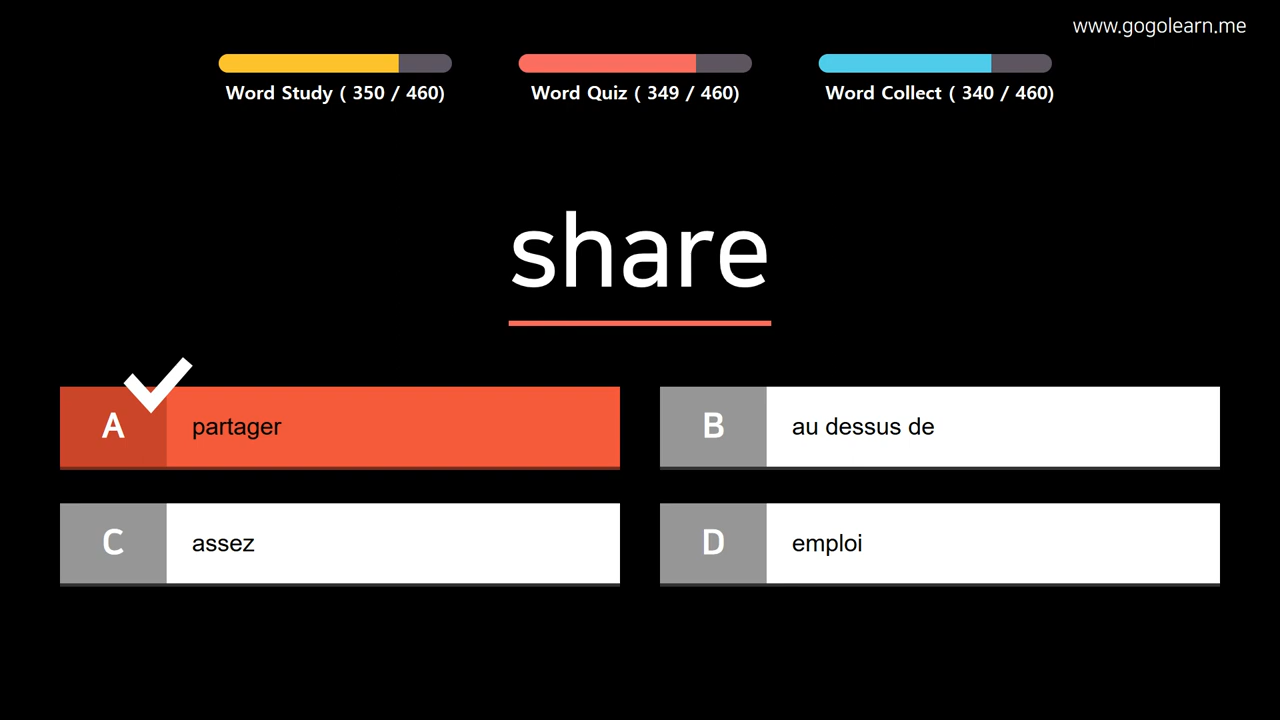 www.gogolearn.me
Word Study ( 350 / 460)
Word Quiz ( 349 / 460)
Word Collect ( 340 / 460)
share
A partager
B au dessus de
C assez
D emploi